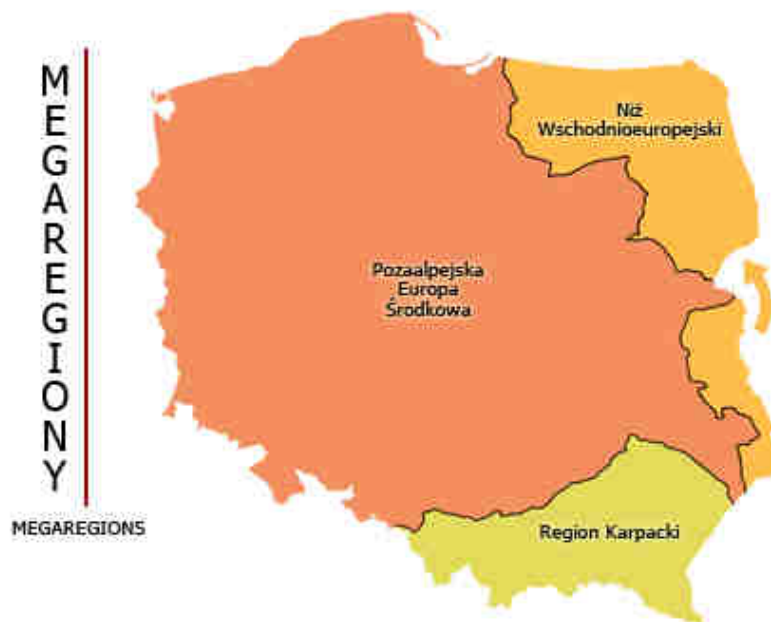 MEGAREGIONY
MEGAREGIONS
Niż
Wschodnioeuropejski
Pozaalpejska
Europa
Środkowa
Region Karpacki